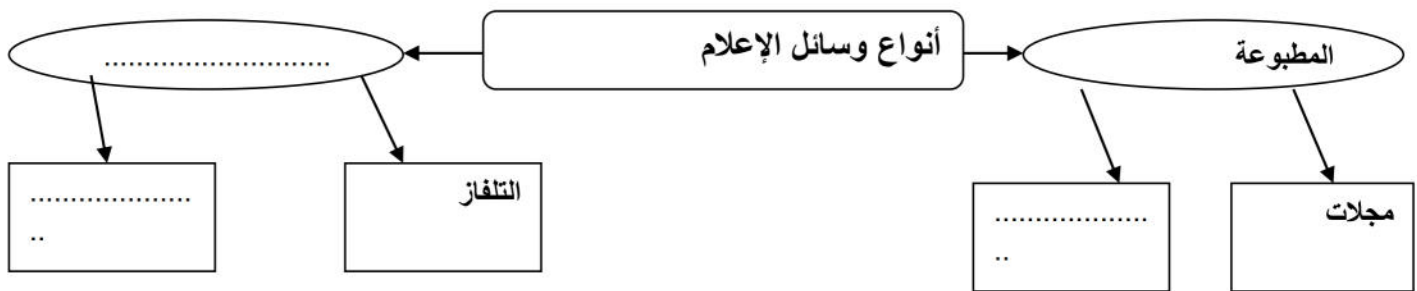 أنواع وسائل الإعلام
المطبوعة
............................
مجلات
...................
..
التلفاز
....................
..